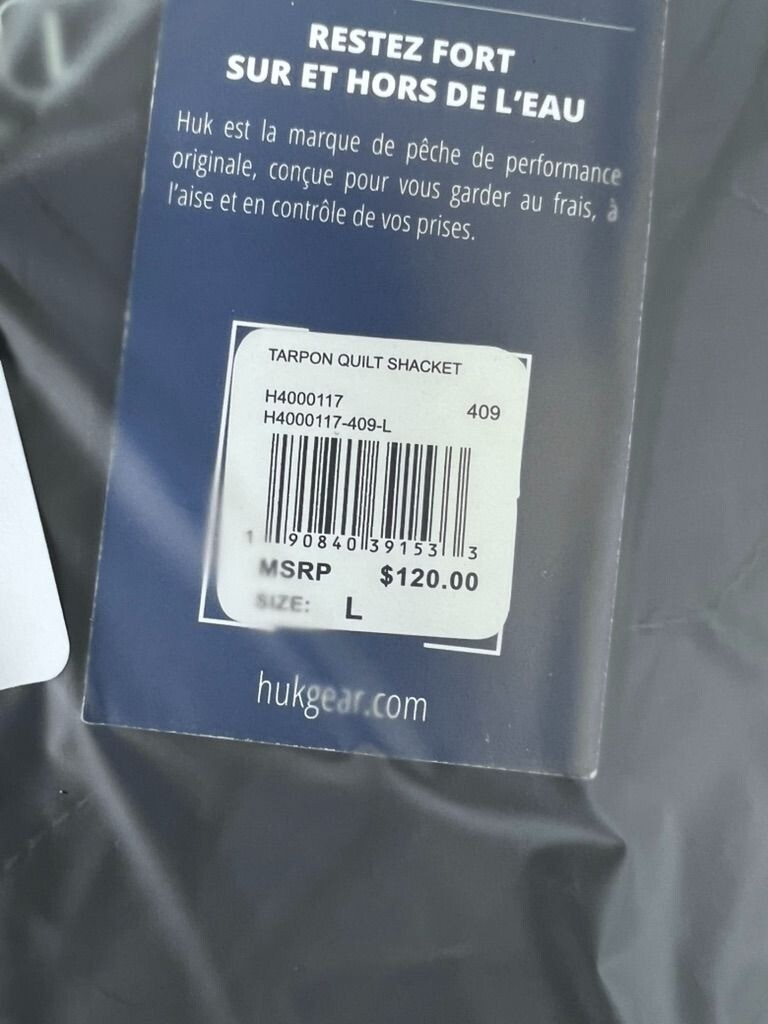 RESTEZ FORT
SUR ET HORS DE L'EAU
Huk est la marque de pêche de performance
originale, conçue pour vous garder au frais, à
l'aise et en contrôle de vos prises.
TARPON QUILT SHACKET
H4000117
409
H4000117-409-L
1 90840 39153 3
MSRP $120.00
SIZE: L
hukgear.com